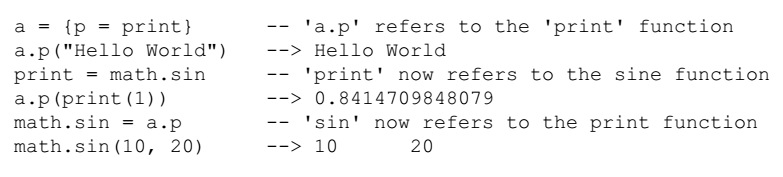 a = {p = print}     -- 'a.p' refers to the 'print' function
a.p("Hello World")  --> Hello World
print = math.sin    -- 'print' now refers to the sine function
a.p(print(1))       --> 0.8414709848079
math.sin = a.p      -- 'sin' now refers to the print function
math.sin(10, 20)    --> 10      20